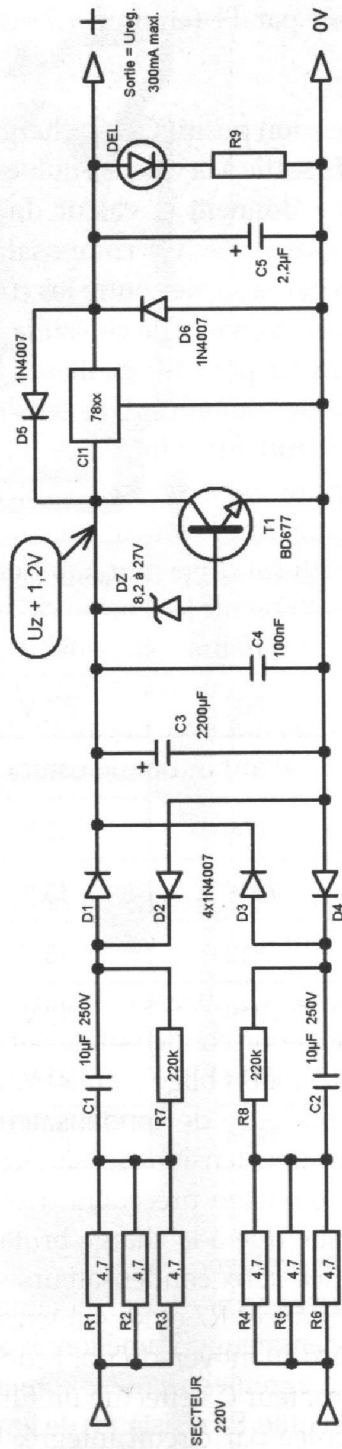 SECTEUR
220V
R1
4,7
R2
4,7
R3
4,7
R4
4,7
R5
4,7
R6
4,7
C1
10µF 250V
R7
220k
R8
220k
C2
10µF 250V
D1
D2
4x1N4007
D3
D4
C3
2200µF
C4
100nF
Uz + 1,2V
DZ
8,2 à 27V
T1
BD677
D5
1N4007
CI1
78xx
D6
1N4007
C5
2,2µF
DEL
R9
+
Sortie = Ureg.
300mA maxi.
0V